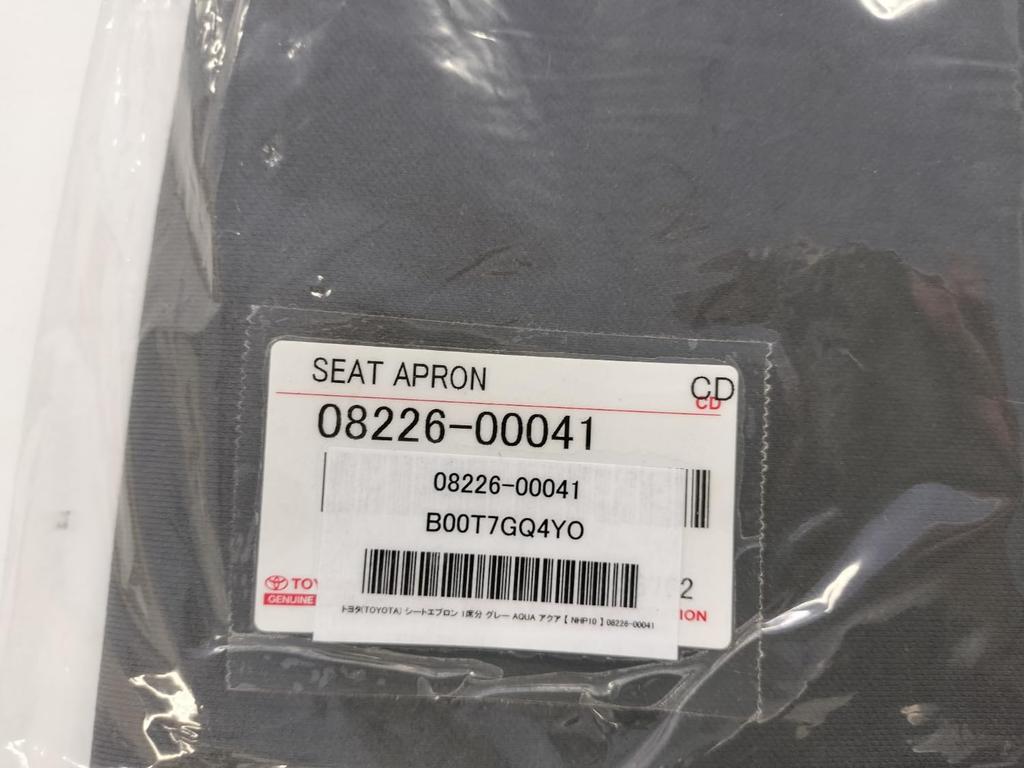 SEAT APRON CD
CD
08226-00041
08226-00041
B00T7GQ4YO
2
TOY
GENUINE
ION
トヨタ(TOYOTA) シートエプロン 1席分 グレー AQUA アクア 【 NHP10 】 08226-00041